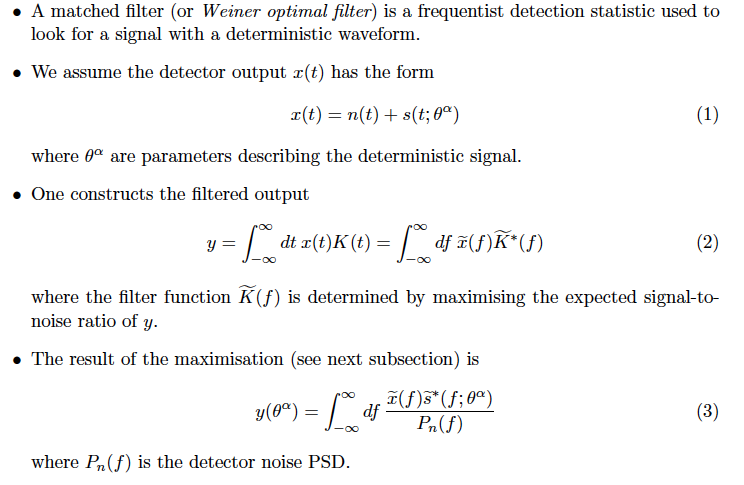 • A matched filter (or Weiner optimal filter) is a frequentist detection statistic used to
look for a signal with a deterministic waveform.
• We assume the detector output x(t) has the form
x(t) = n(t) + s(t; θ^α) (1)
where θ^α are parameters describing the deterministic signal.
• One constructs the filtered output
y = ∫_{−∞}^{∞} dt x(t)K(t) = ∫_{−∞}^{∞} df x̃(f)K̃*(f) (2)
where the filter function K̃(f) is determined by maximising the expected signal-to-
noise ratio of y.
• The result of the maximisation (see next subsection) is
y(θ^α) = ∫_{−∞}^{∞} df x̃(f)s̃*(f; θ^α) / P_n(f) (3)
where P_n(f) is the detector noise PSD.